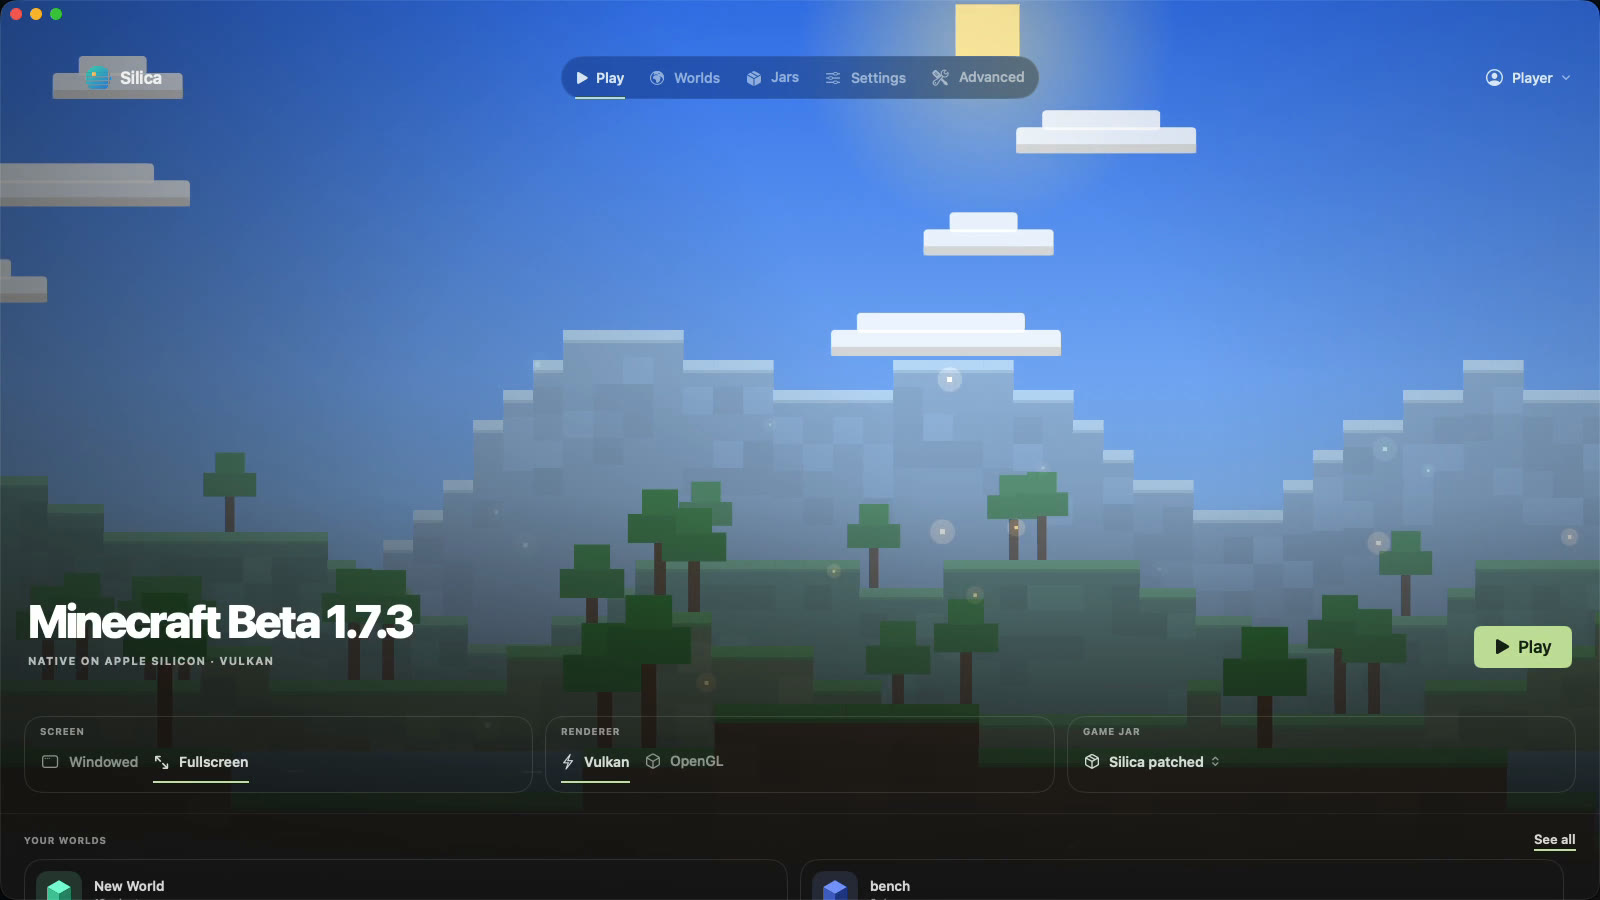 Silica
Play
Worlds
Jars
Settings
Advanced
Player
Minecraft Beta 1.7.3
NATIVE ON APPLE SILICON · VULKAN
Play
SCREEN
Windowed
Fullscreen
RENDERER
Vulkan
OpenGL
GAME JAR
Silica patched
YOUR WORLDS
See all
New World
bench